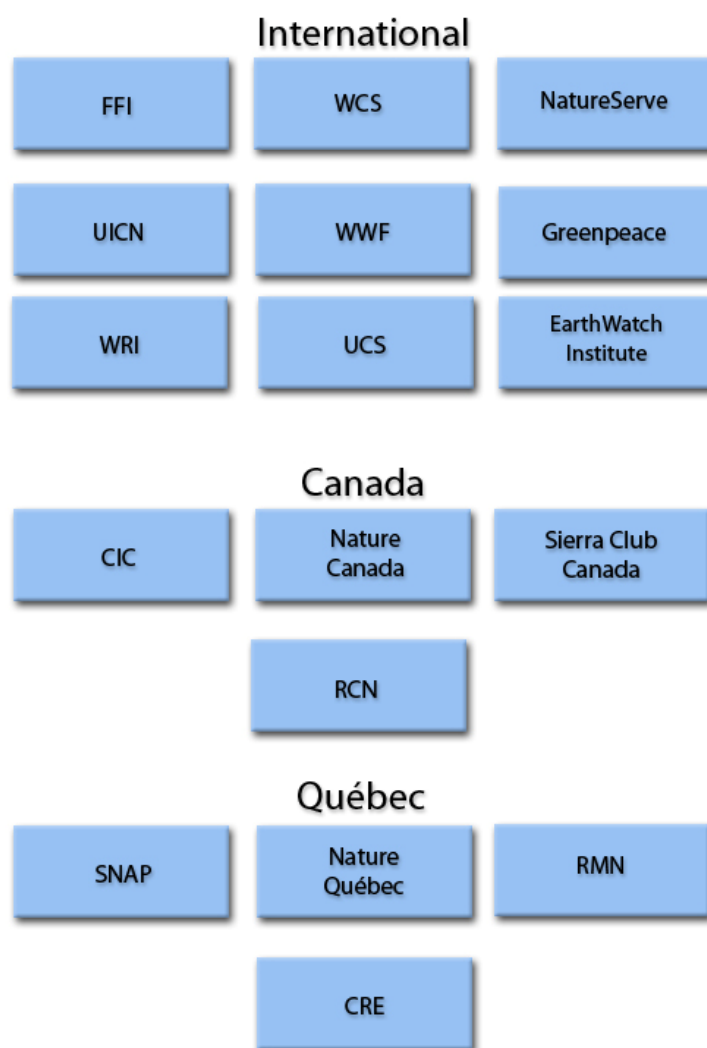 International
FFI
WCS
NatureServe
UICN
WWF
Greenpeace
WRI
UCS
EarthWatch
Institute
Canada
CIC
Nature
Canada
Sierra Club
Canada
RCN
Québec
SNAP
Nature
Québec
RMN
CRE